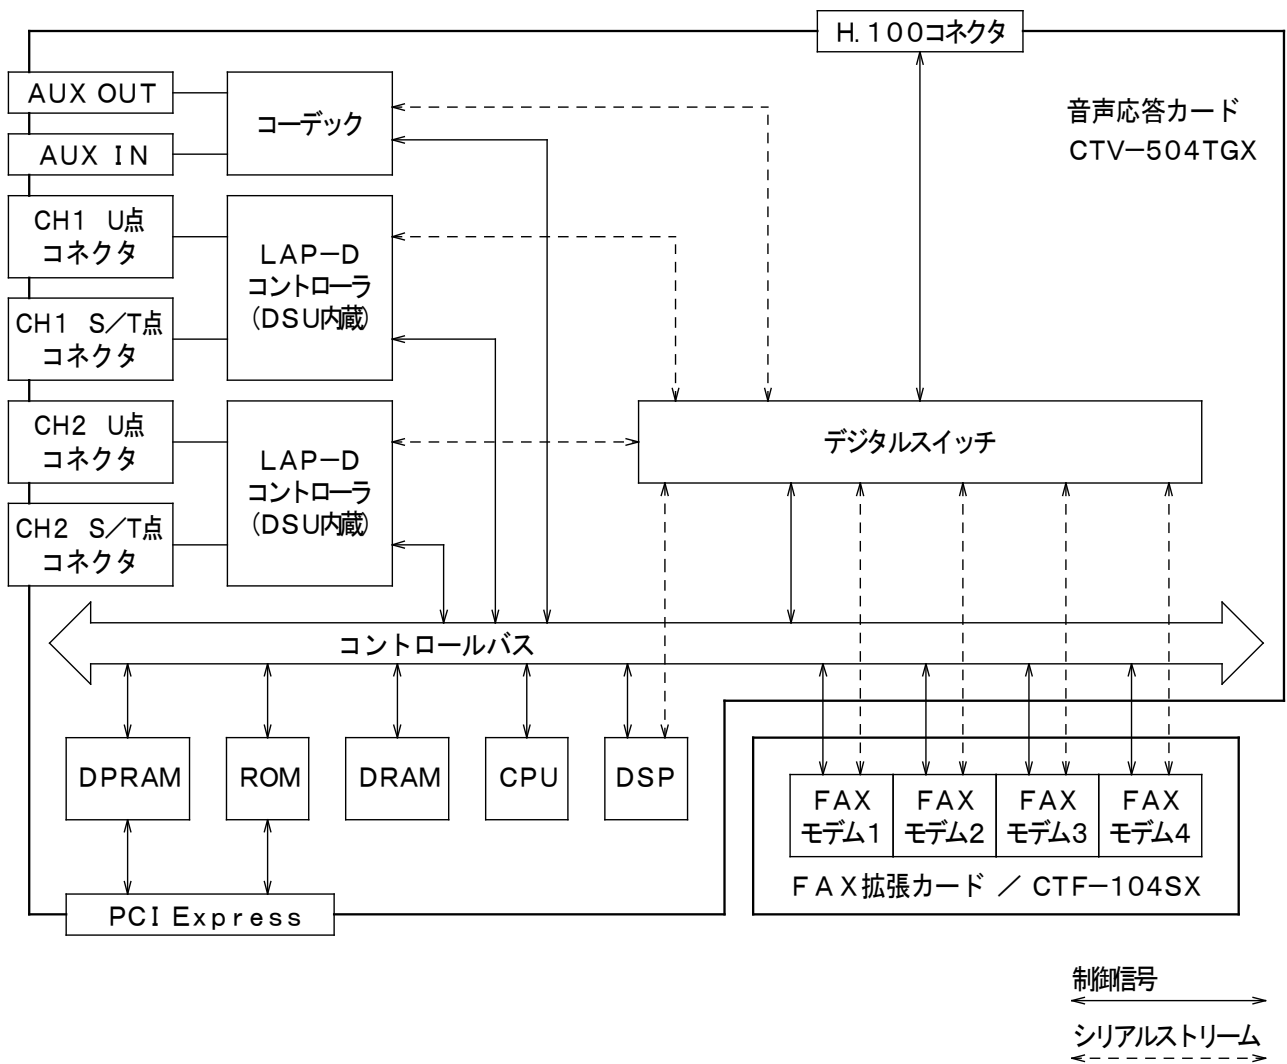 H.100コネクタ
AUX OUT
コーデック
音声応答カード
CTV-504TGX
AUX IN
CH1 U点
コネクタ
LAP-D
コントローラ
(DSU内蔵)
CH1 S/T点
コネクタ
CH2 U点
コネクタ
LAP-D
コントローラ
(DSU内蔵)
デジタルスイッチ
CH2 S/T点
コネクタ
コントロールバス
DPRAM
ROM
DRAM
CPU
DSP
FAX
モデム1
FAX
モデム2
FAX
モデム3
FAX
モデム4
FAX拡張カード / CTF-104SX
PCI Express
制御信号
シリアルストリーム